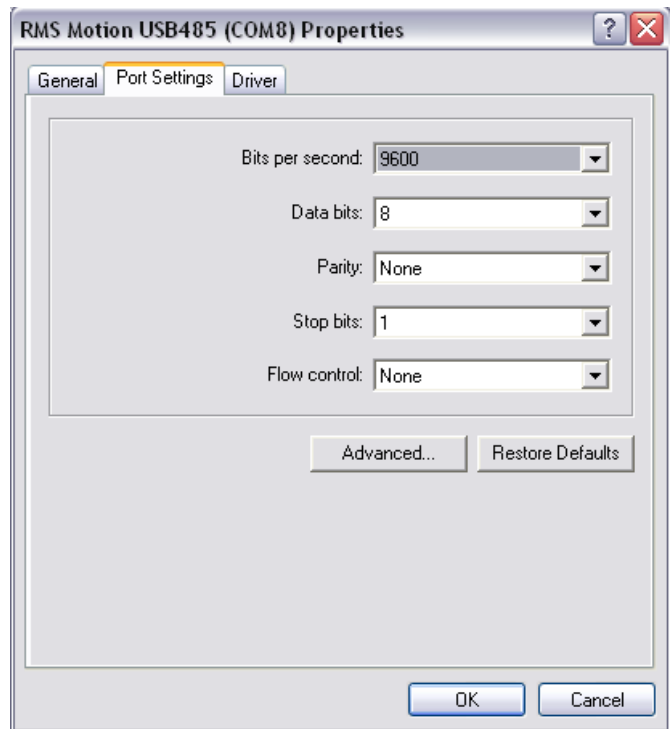 RMS Motion USB485 (COM8) Properties
General Port Settings Driver
Bits per second: 9600
Data bits: 8
Parity: None
Stop bits: 1
Flow control: None
Advanced... Restore Defaults
OK Cancel